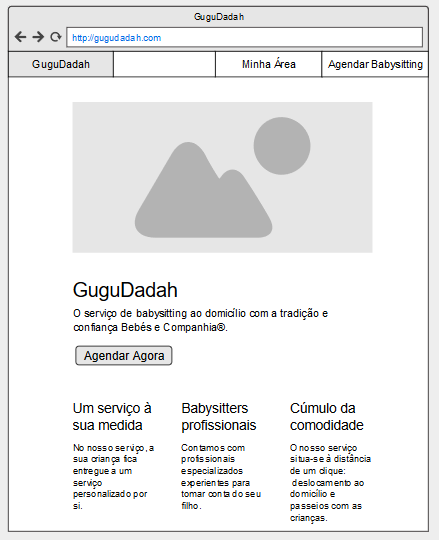 GuguDadah
http://gugudadah.com
GuguDadah
Minha Área
Agendar Babysitting
GuguDadah
O serviço de babysitting ao domicílio com a tradição e
confiança Bebés e Companhia®.
Agendar Agora
Um serviço à
sua medida
No nosso serviço, a
sua criança fica
entregue a um
serviço
personalizado por
si.
Babysitters
profissionais
Contamos com
profissionais
especializados
experientes para
tomar conta do seu
filho.
Cúmulo da
comodidade
O nosso serviço
situa-se á distância
de um clique:
deslocamento ao
domicílio e
passeios com as
crianças.